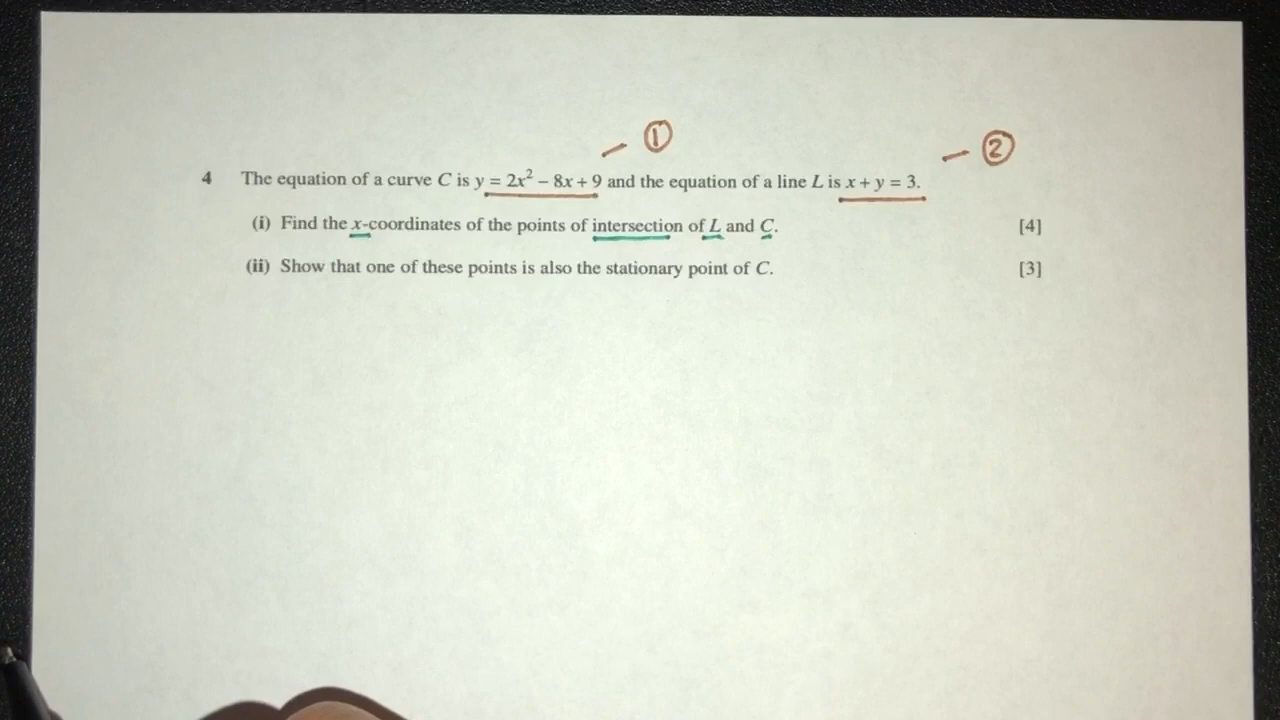 – ①
– ②
4 The equation of a curve C is y = 2x² – 8x + 9 and the equation of a line L is x + y = 3.
(i) Find the x-coordinates of the points of intersection of L and C. [4]
(ii) Show that one of these points is also the stationary point of C. [3]